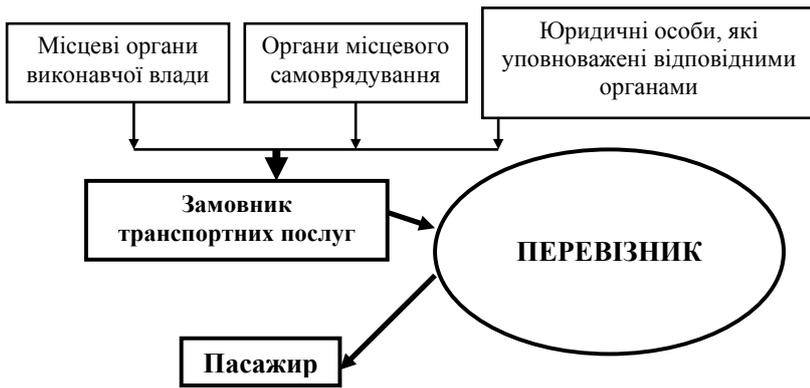 Місцеві органи
виконавчої влади
Органи місцевого
самоврядування
Юридичні особи, які
уповноважені відповідними
органами
Замовник
транспортних послуг
ПЕРЕВІЗНИК
Пасажир